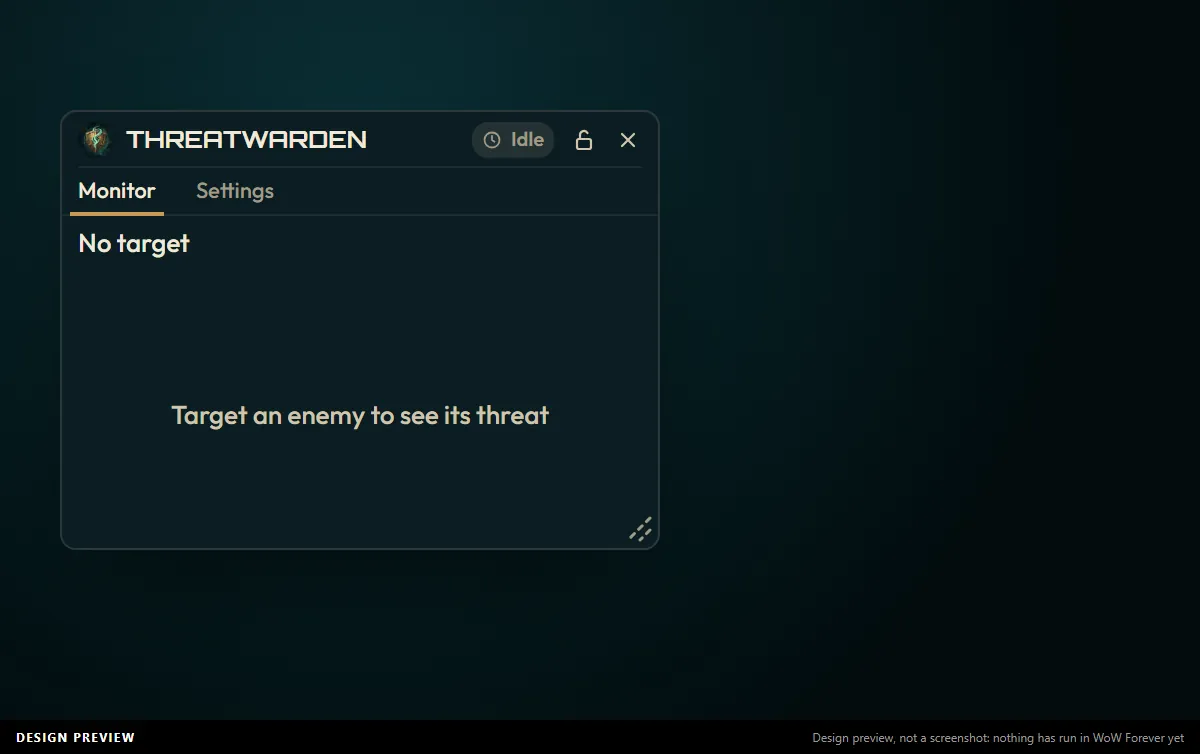 THREATWARDEN
Idle
Monitor
Settings
No target
Target an enemy to see its threat
DESIGN PREVIEW
Design preview, not a screenshot: nothing has run in WoW Forever yet